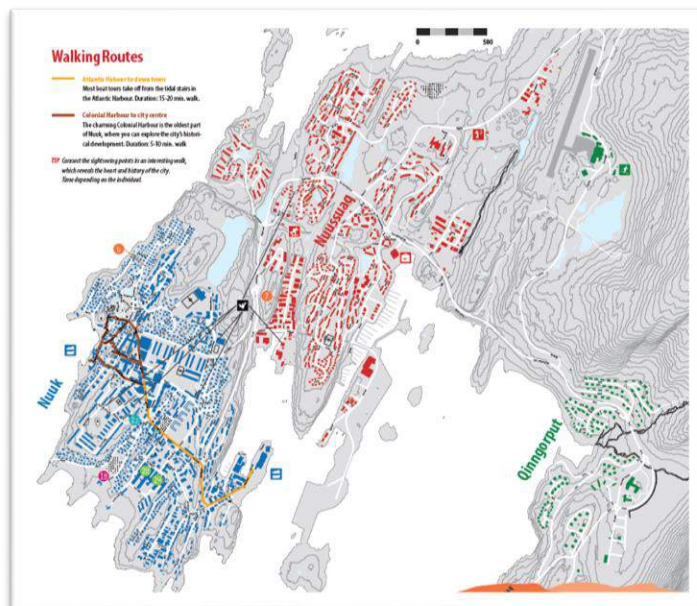 Walking Routes
Atlantic Habour to down town
Most boat tours take off from the tidal stairs in
the Atlantic Harbour. Duration: 15-20 min. walk.
Colonial Harbour to city centre
The charming Colonial Harbour is the oldest part
of Nuuk, where you can explore the city's histori-
cal development. Duration: 5-10 min. walk
TIP Connect the sightseeing points to an interesting walk,
which reveals the heart and history of the city.
Time depending on the individual.
0 500
Nuussuaq
Nuuk
Qinngorput